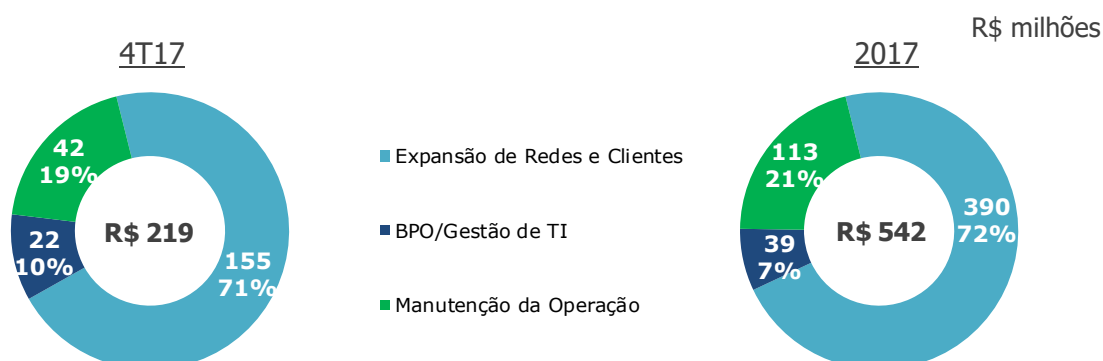 R$ milhões
4T17
42
19%
22
10%
R$ 219
155
71%
Expansão de Redes e Clientes
BPO/Gestão de TI
Manutenção da Operação
2017
113
21%
39
7%
R$ 542
390
72%